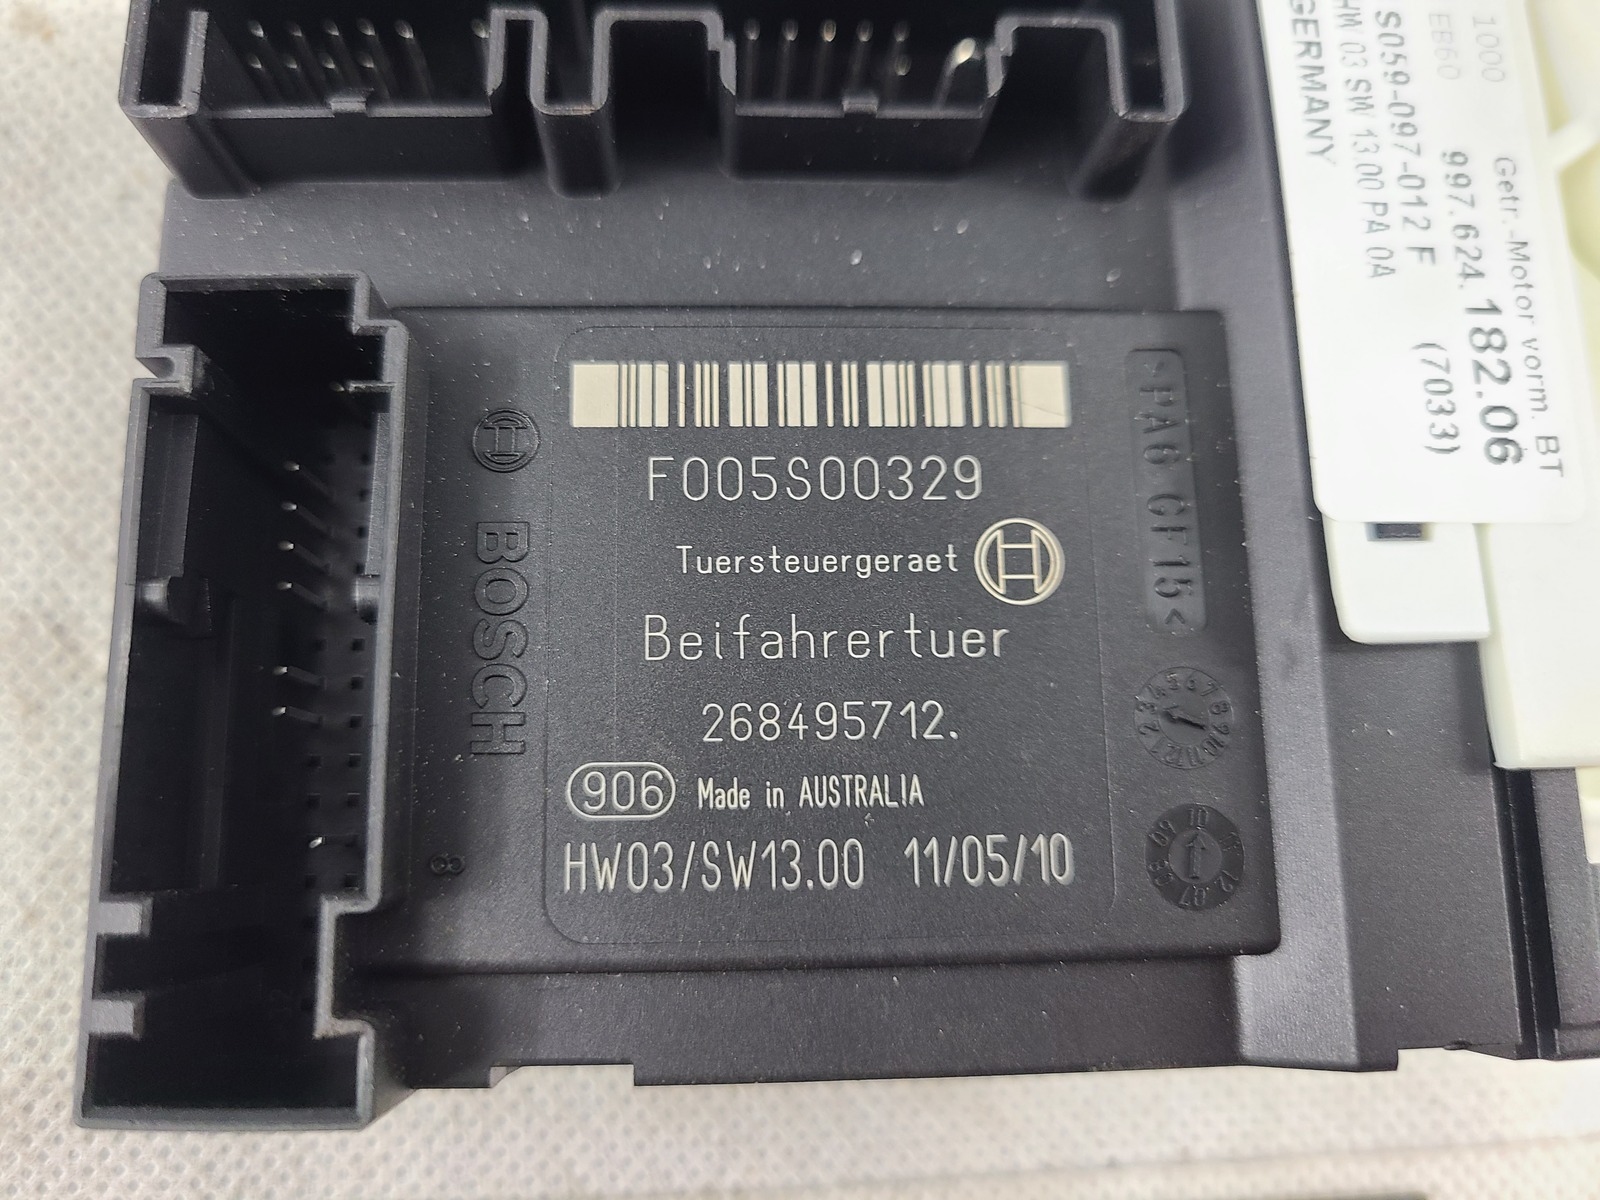 F005S00329
Tuersteuergeraet
Beifahrertuer
268495712.
906 Made in AUSTRALIA
HW03/SW13.00 11/05/10
BOSCH
>PA6 GF15<
8
Getr.-Motor vorm. BT
1000 997.624.182.06
EB60 (7033)
S059-097-012 F
HW 03 SW 13.00 PA 0A
GERMANY